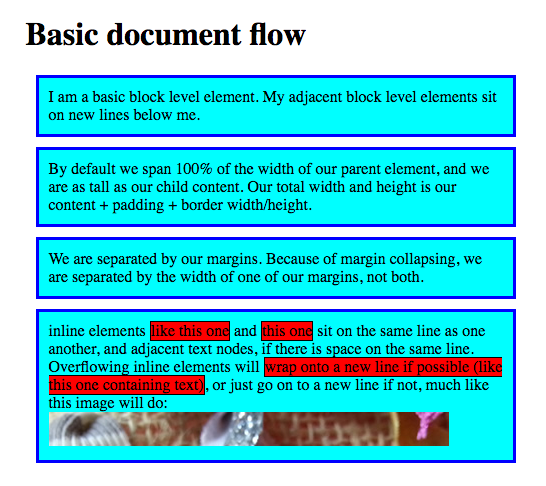 Basic document flow
I am a basic block level element. My adjacent block level elements sit
on new lines below me.
By default we span 100% of the width of our parent element, and we
are as tall as our child content. Our total width and height is our
content + padding + border width/height.
We are separated by our margins. Because of margin collapsing, we
are separated by the width of one of our margins, not both.
inline elements like this one and this one sit on the same line as one
another, and adjacent text nodes, if there is space on the same line.
Overflowing inline elements will wrap onto a new line if possible (like
this one containing text), or just go on to a new line if not, much like
this image will do: